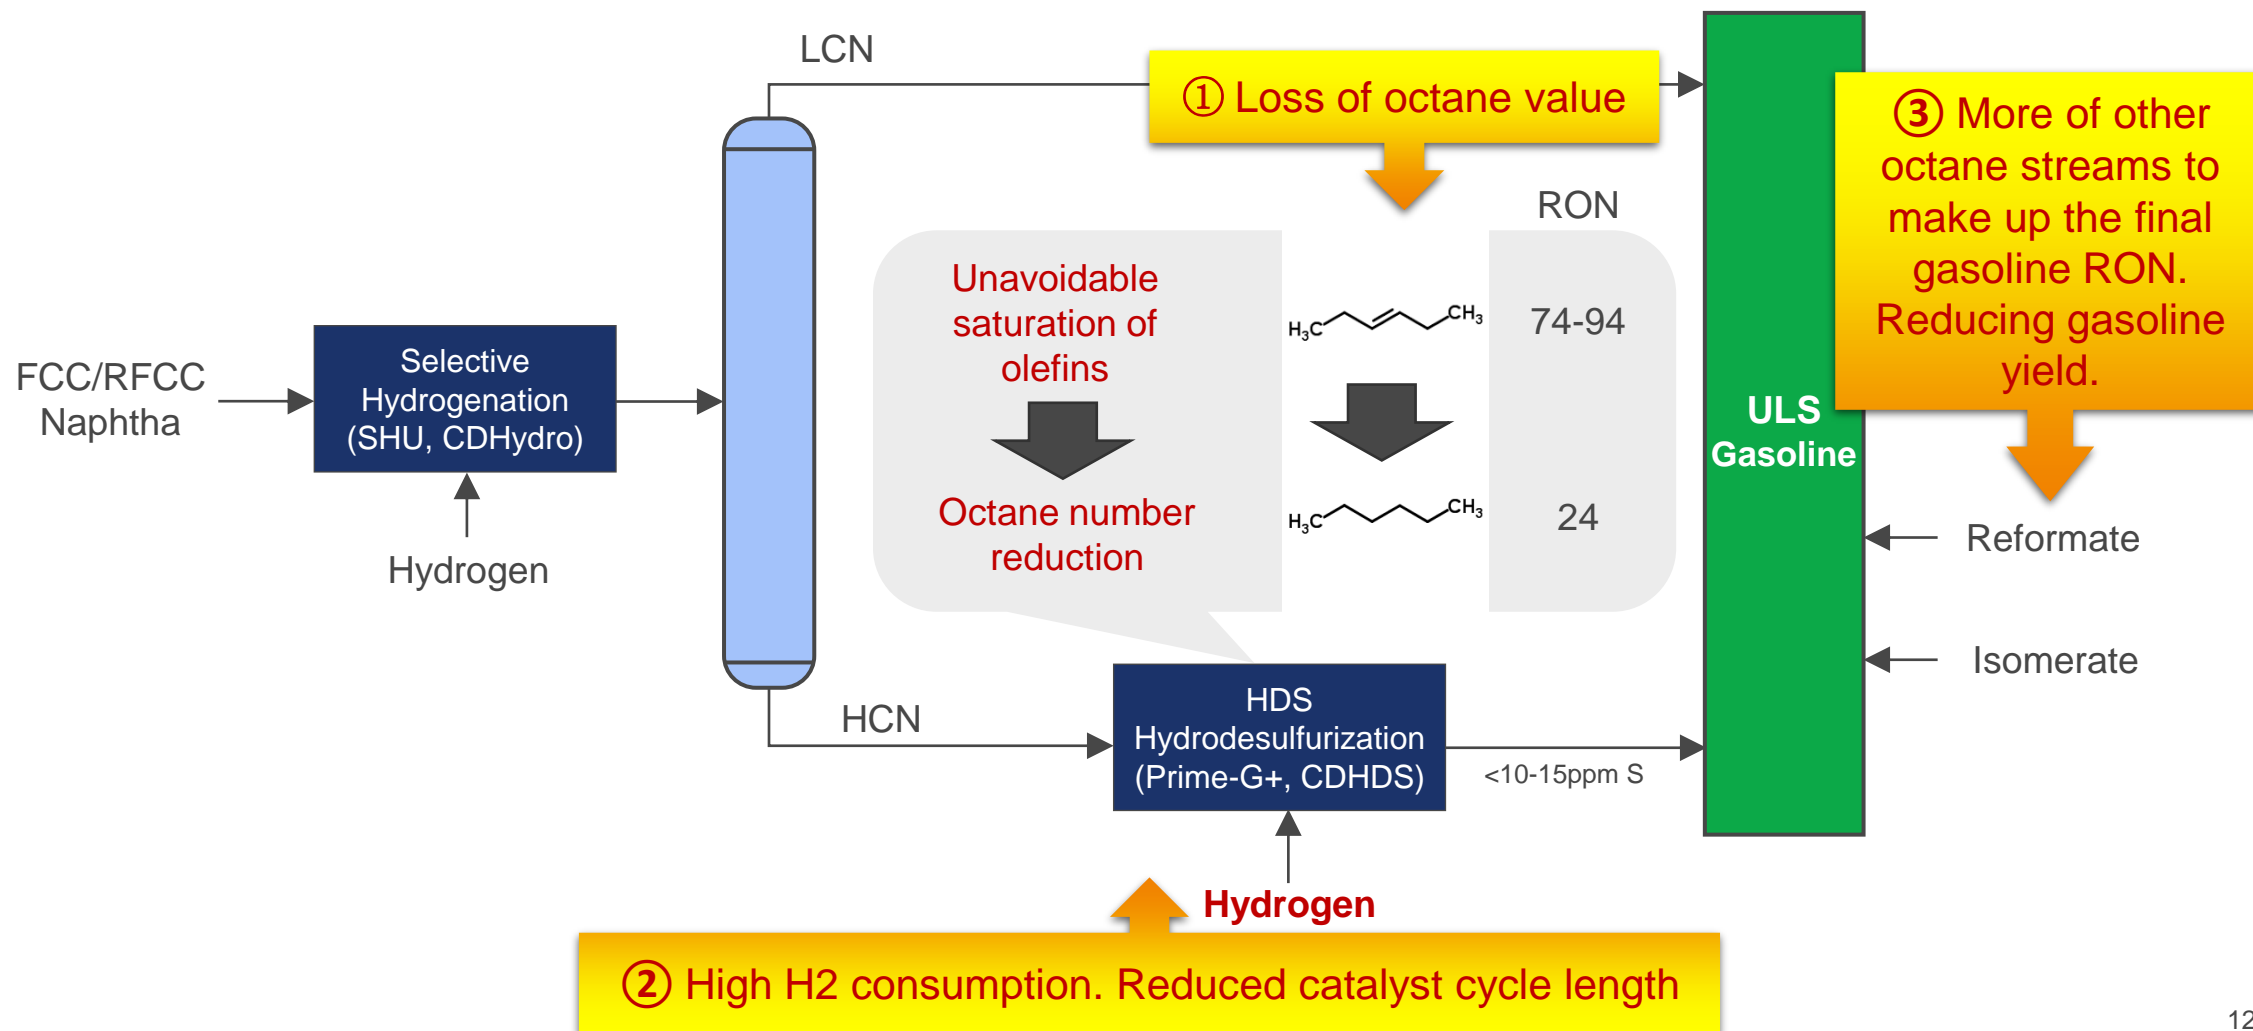 LCN
① Loss of octane value
③ More of other
octane streams to
make up the final
gasoline RON.
Reducing gasoline
yield.
RON
Unavoidable
saturation of
olefins
H₃C
CH₃
74-94
FCC/RFCC
Naphtha
Selective
Hydrogenation
(SHU, CDHydro)
Hydrogen
ULS
Gasoline
Octane number
reduction
H₃C
CH₃
24
Reformate
Isomerate
HCN
HDS
Hydrodesulfurization
(Prime-G+, CDHDS)
<10-15ppm S
Hydrogen
② High H2 consumption. Reduced catalyst cycle length
12